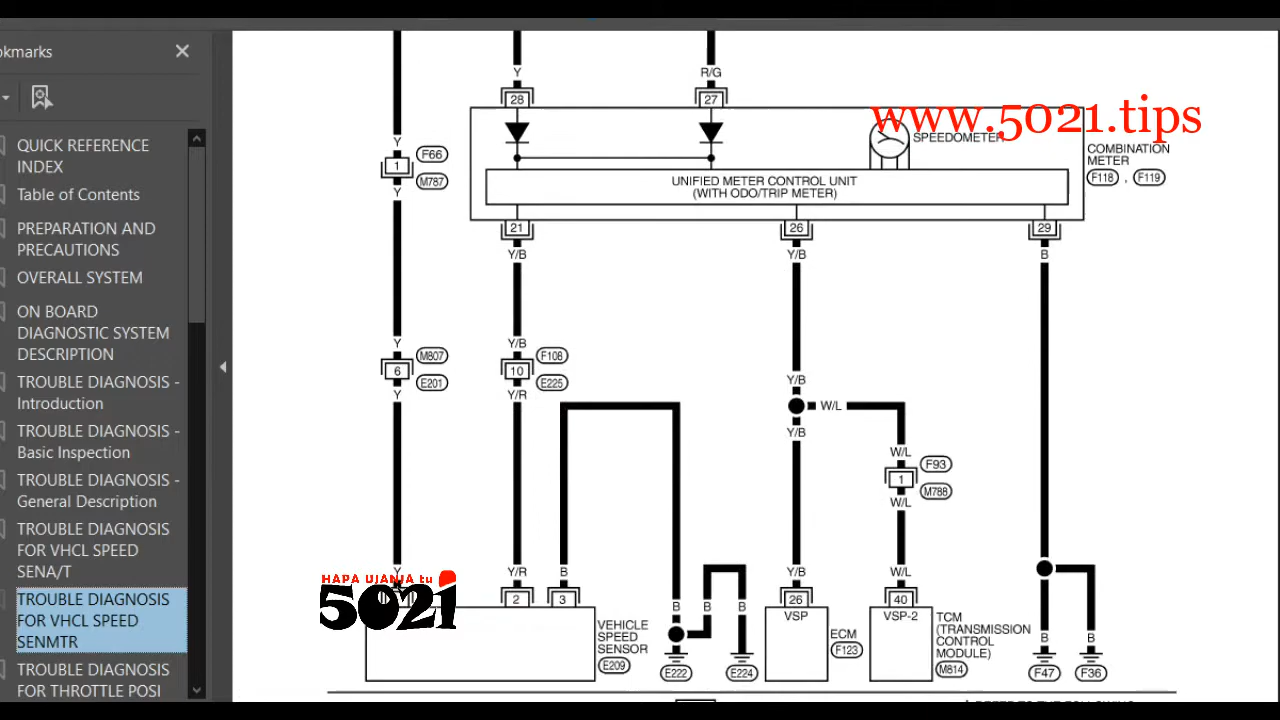 okmarks
QUICK REFERENCE
INDEX
Table of Contents
PREPARATION AND
PRECAUTIONS
OVERALL SYSTEM
ON BOARD
DIAGNOSTIC SYSTEM
DESCRIPTION
TROUBLE DIAGNOSIS -
Introduction
TROUBLE DIAGNOSIS -
Basic Inspection
TROUBLE DIAGNOSIS -
General Description
TROUBLE DIAGNOSIS
FOR VHCL SPEED
SENA/T
TROUBLE DIAGNOSIS
FOR VHCL SPEED
SENMTR
TROUBLE DIAGNOSIS
FOR THROTTLE POSI
www.5021.tips
Y
R/G
28
27
SPEEDOMETER
COMBINATION
METER
F118 , F119
UNIFIED METER CONTROL UNIT
(WITH ODO/TRIP METER)
Y
1
F66
M787
Y
21
26
29
Y/B
Y/B
B
Y
6
M807
E201
Y
Y/B
10
F108
E225
Y/R
Y/B
W/L
Y/B
W/L
1
F93
M788
W/L
Y
Y/R
B
Y/B
W/L
2
3
26
40
VSP
VSP-2
B
B
B
B
B
VEHICLE
SPEED
SENSOR
E209
E222
E224
ECM
F123
TCM
(TRANSMISSION
CONTROL
MODULE)
M814
F47
F36
HAPA UJANJA tu
5021